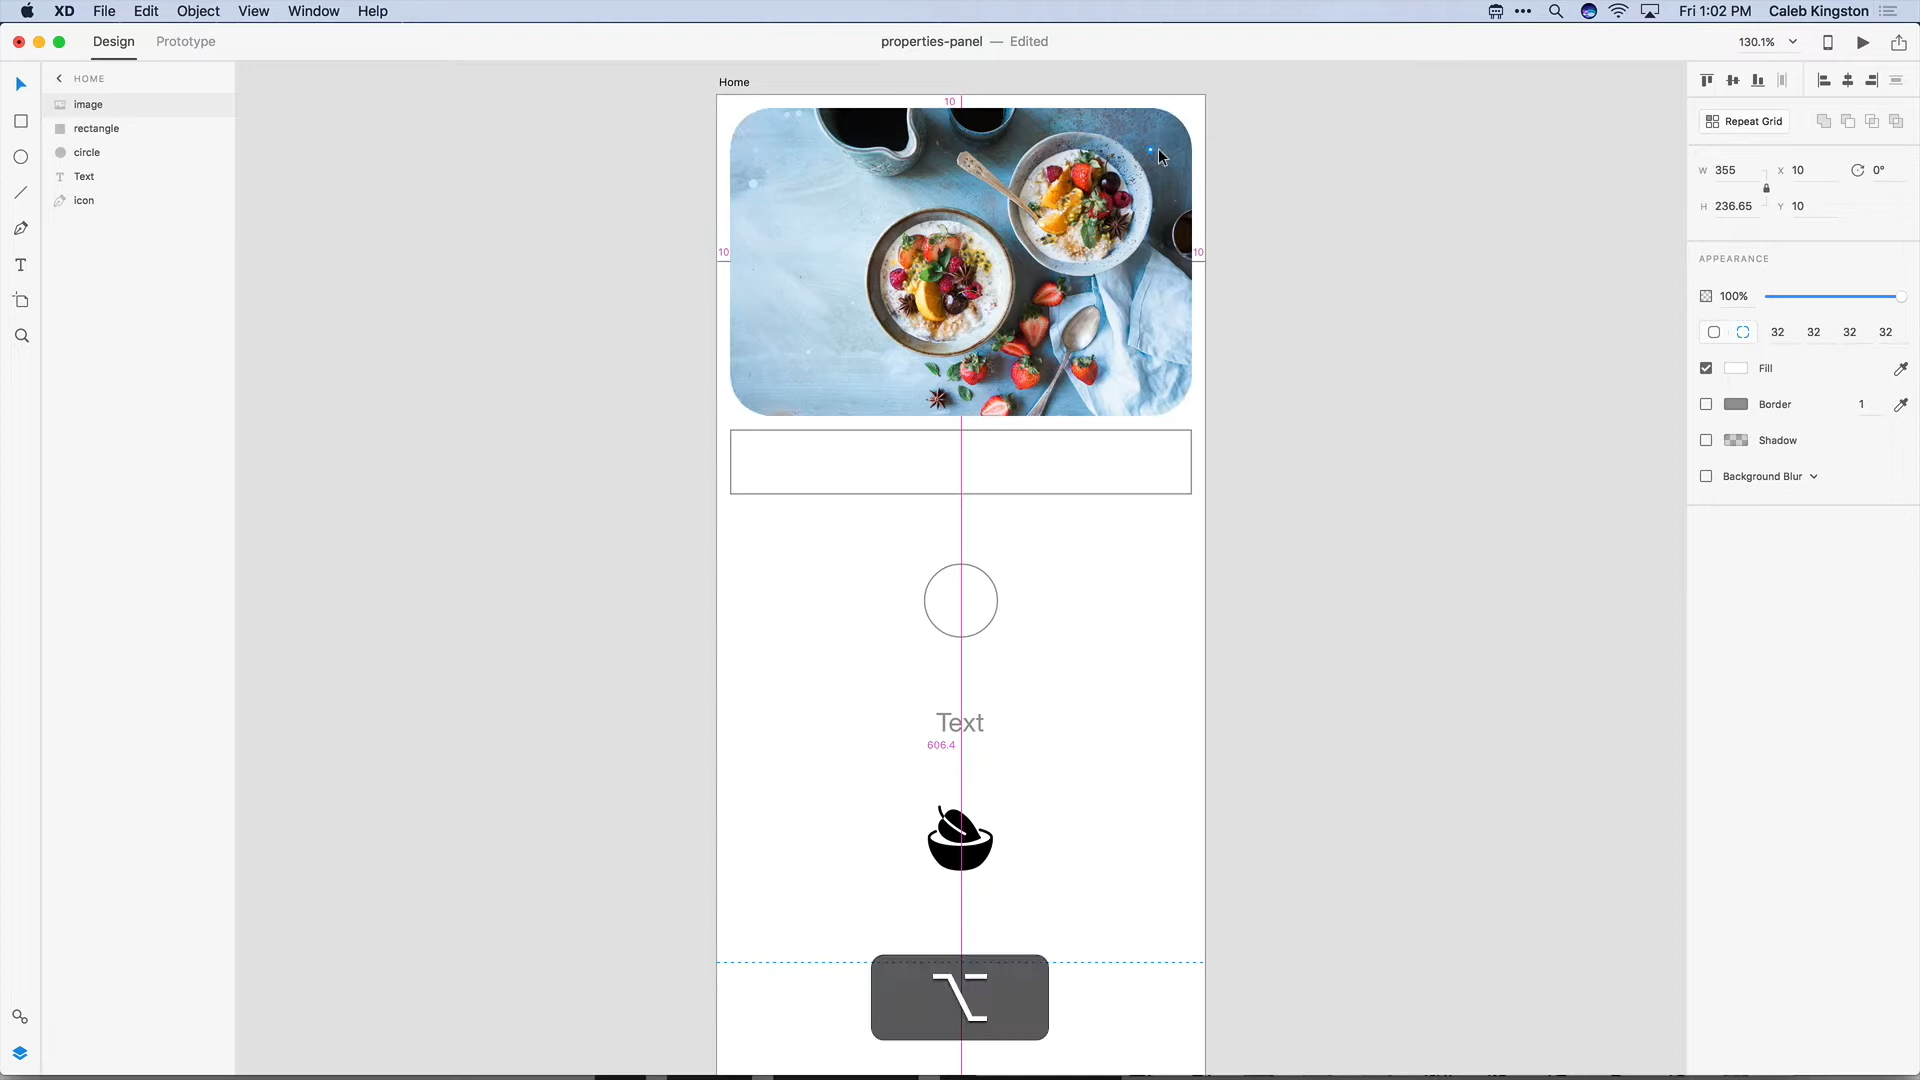 XD File Edit Object View Window Help
Fri 1:02 PM Caleb Kingston
Design Prototype
properties-panel — Edited
130.1%
HOME
image
rectangle
circle
Text
icon
Home
10
10
10
Text
606.4
Repeat Grid
W 355 X 10 0°
H 236.65 Y 10
APPEARANCE
100%
32 32 32 32
Fill
Border 1
Shadow
Background Blur